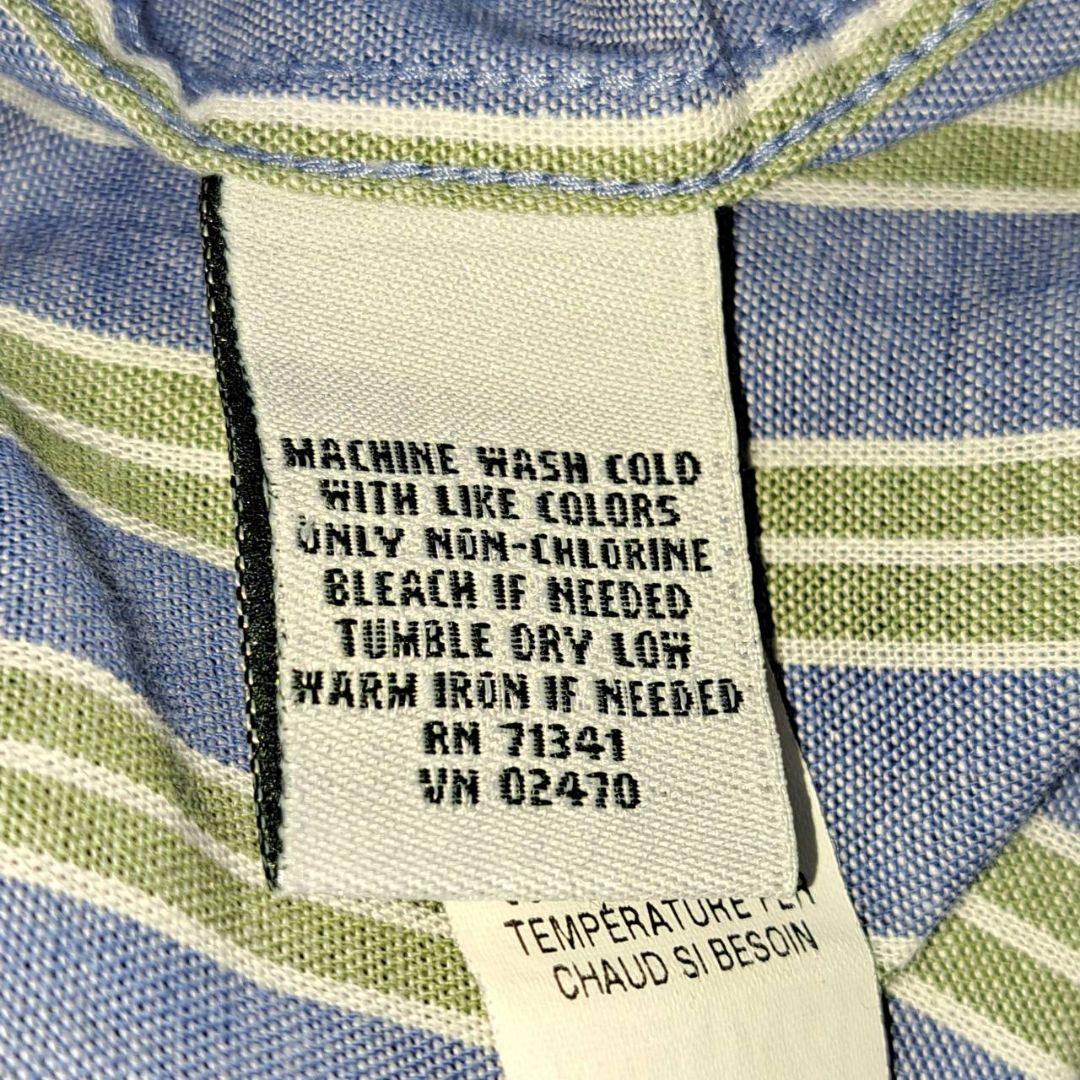 MACHINE WASH COLD
WITH LIKE COLORS
ONLY NON-CHLORINE
BLEACH IF NEEDED
TUMBLE DRY LOW
WARM IRON IF NEEDED
RN 71341
VN 02470
TEMPÉRATURE
CHAUD SI BESOIN